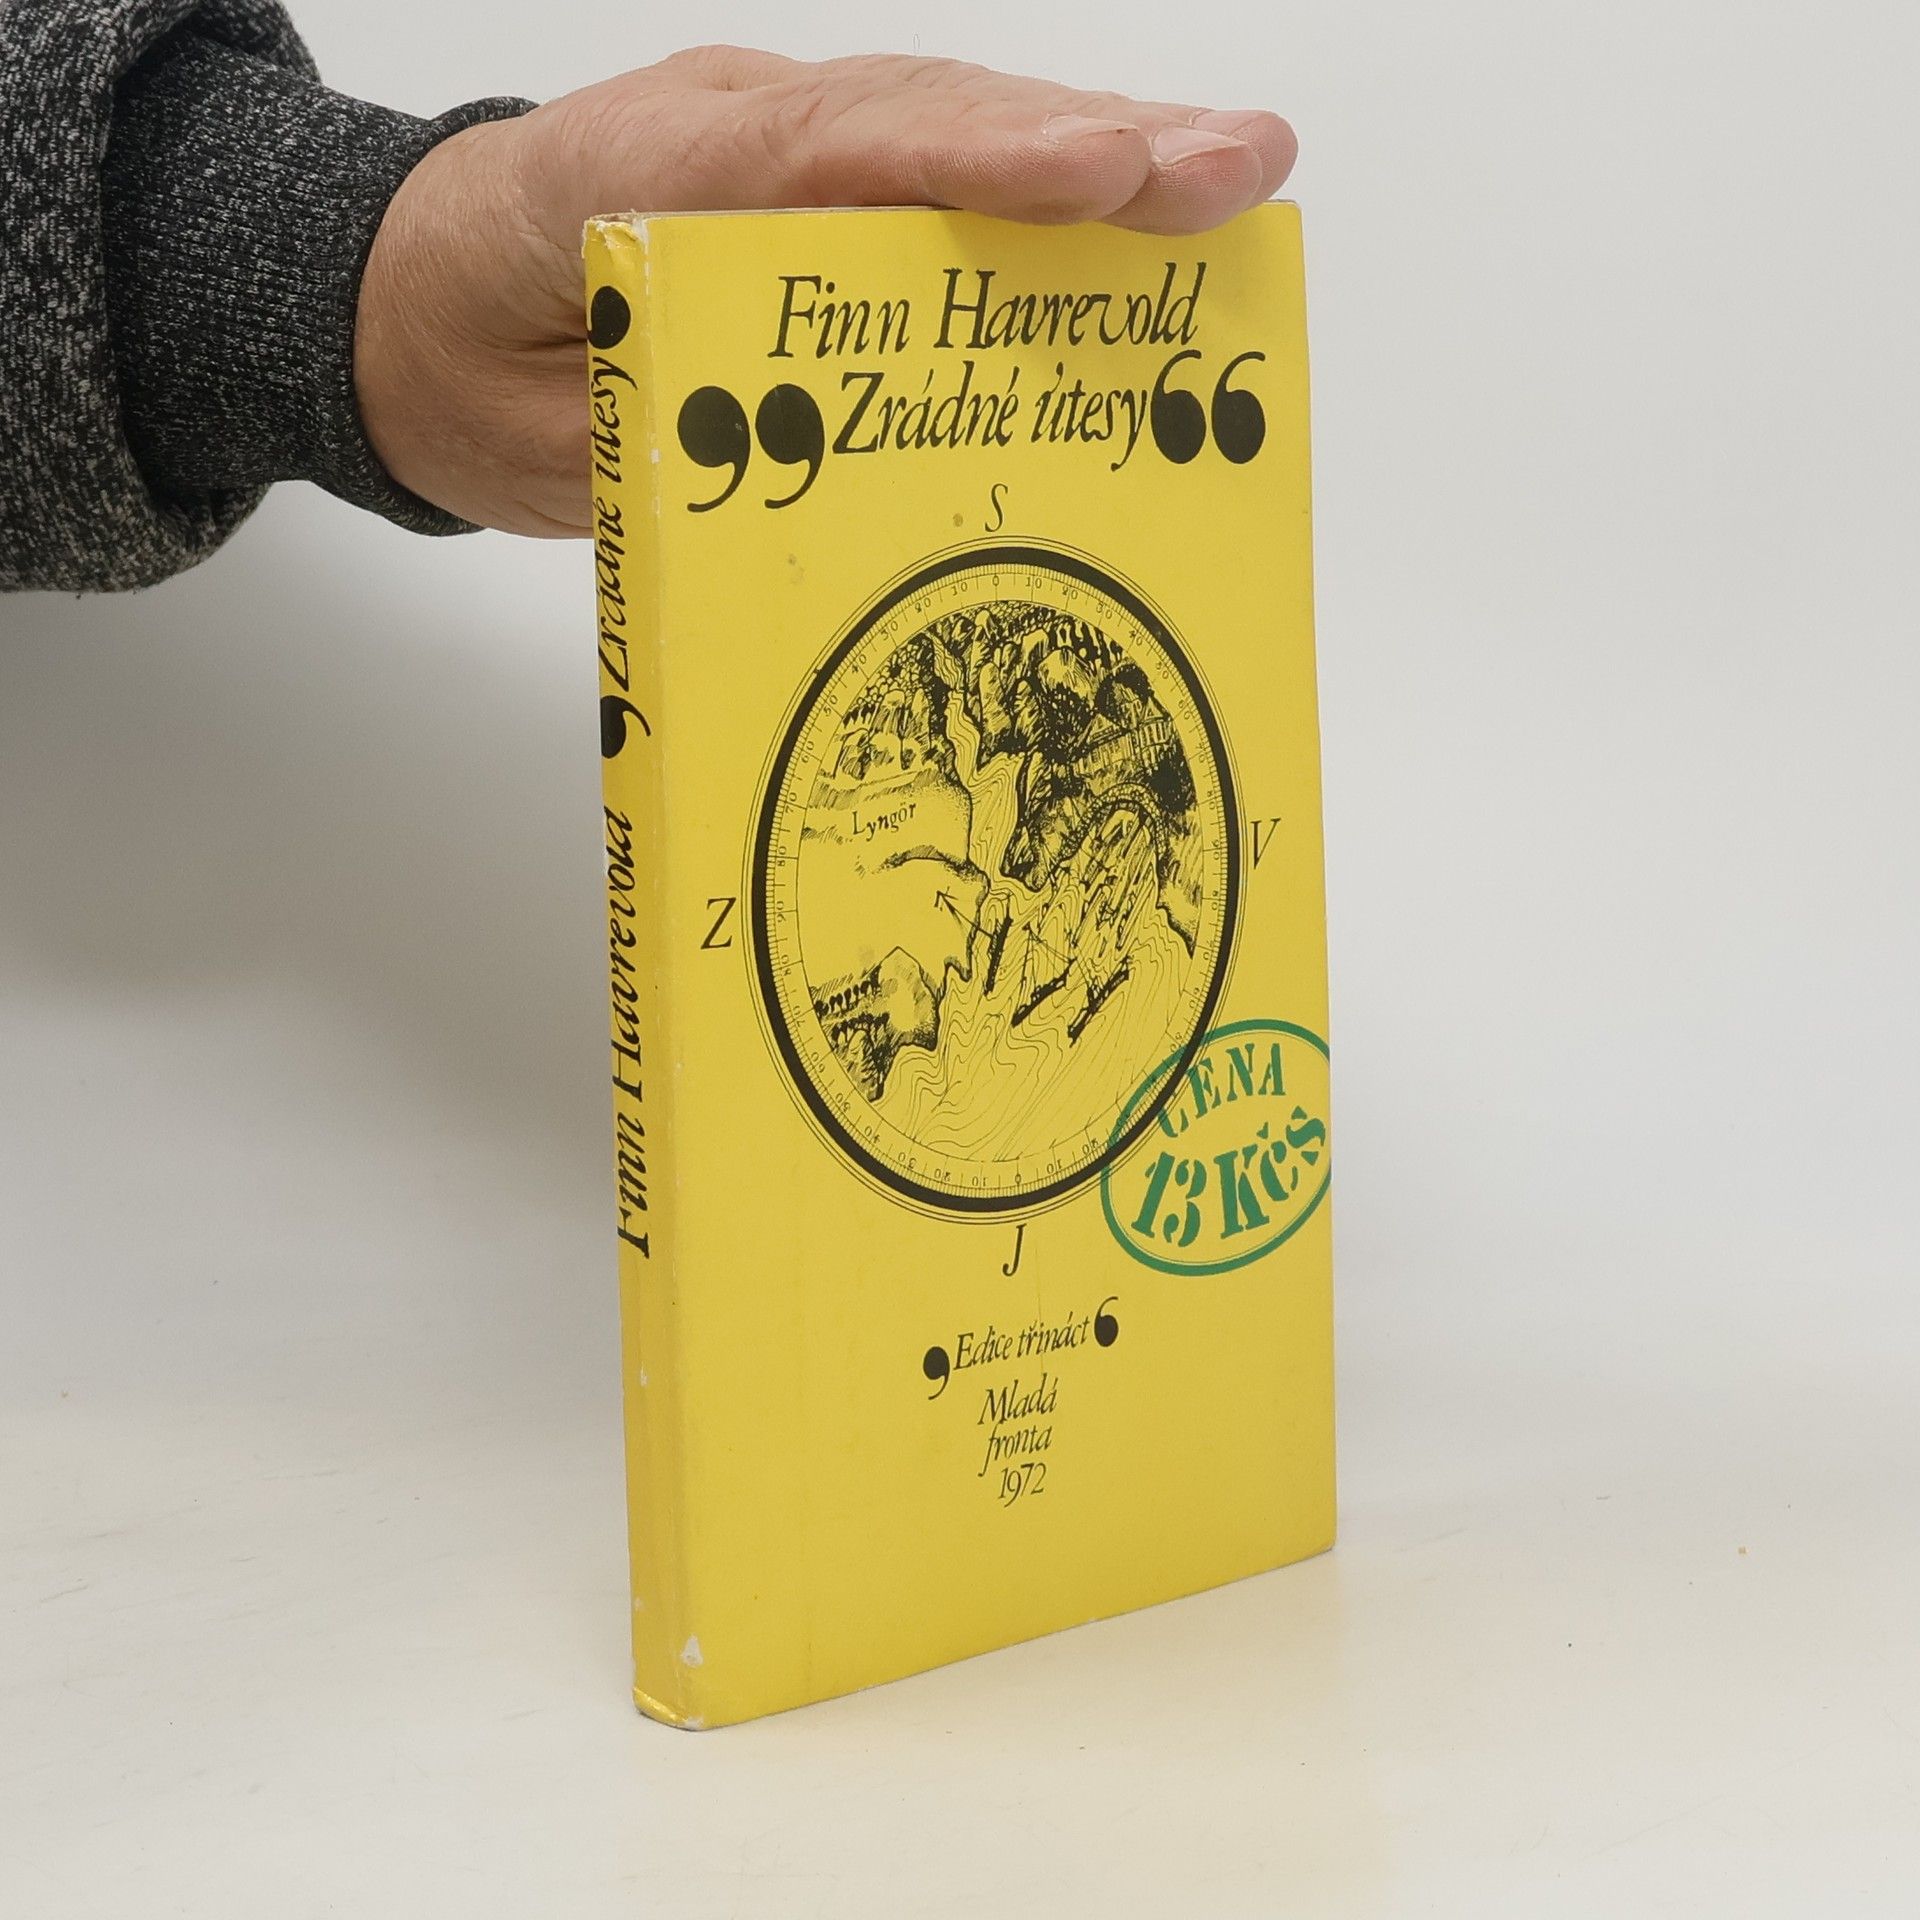 Finn Havrevold
„Zrádné útesy“
S
Lyngör
V
Z
J
CENA
13 Kčs
‚Edice třináct‘
Mladá
fronta
1972
Finn Havrevold ‚Zrádné útesy‘